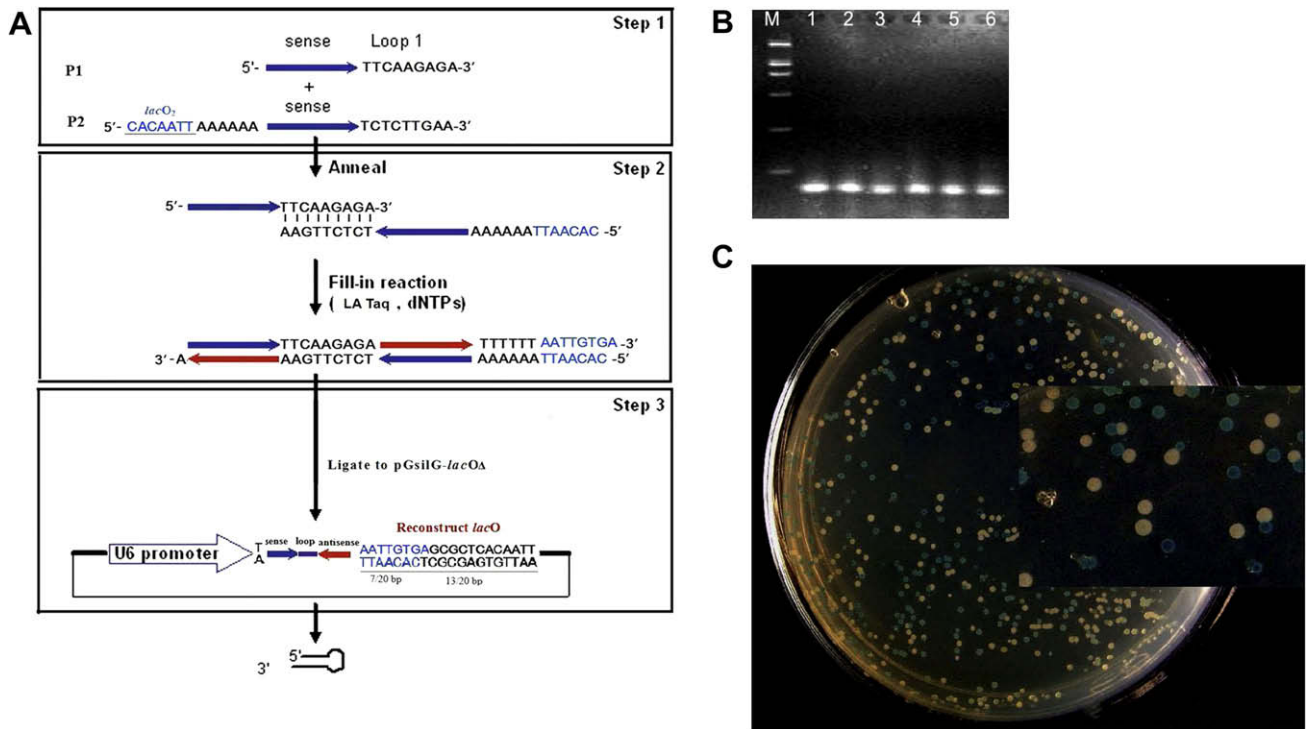 A
Step 1
sense Loop 1
P1 5'- TTCAAGAGA-3'
+
lacO₂ sense
P2 5'- CACAATT AAAAAA TCTCTTGAA-3'
Anneal
Step 2
5'- TTCAAGAGA-3'
AAGTTCTCT AAAAAATTAACAC -5'
Fill-in reaction
( LA Taq , dNTPs)
TTCAAGAGA TTTTTT AATTGTGA -3'
3'-A AAGTTCTCT AAAAAATTAACAC -5'
Step 3
Ligate to pGsilG-lacOΔ
Reconstruct lacO
U6 promoter T sense loop antisense AATTGTGAGCGCTCACAATT
A TTAACACTCGCGAGTGTTAA
7/20 bp 13/20 bp
5'
3'
B
M 1 2 3 4 5 6
C